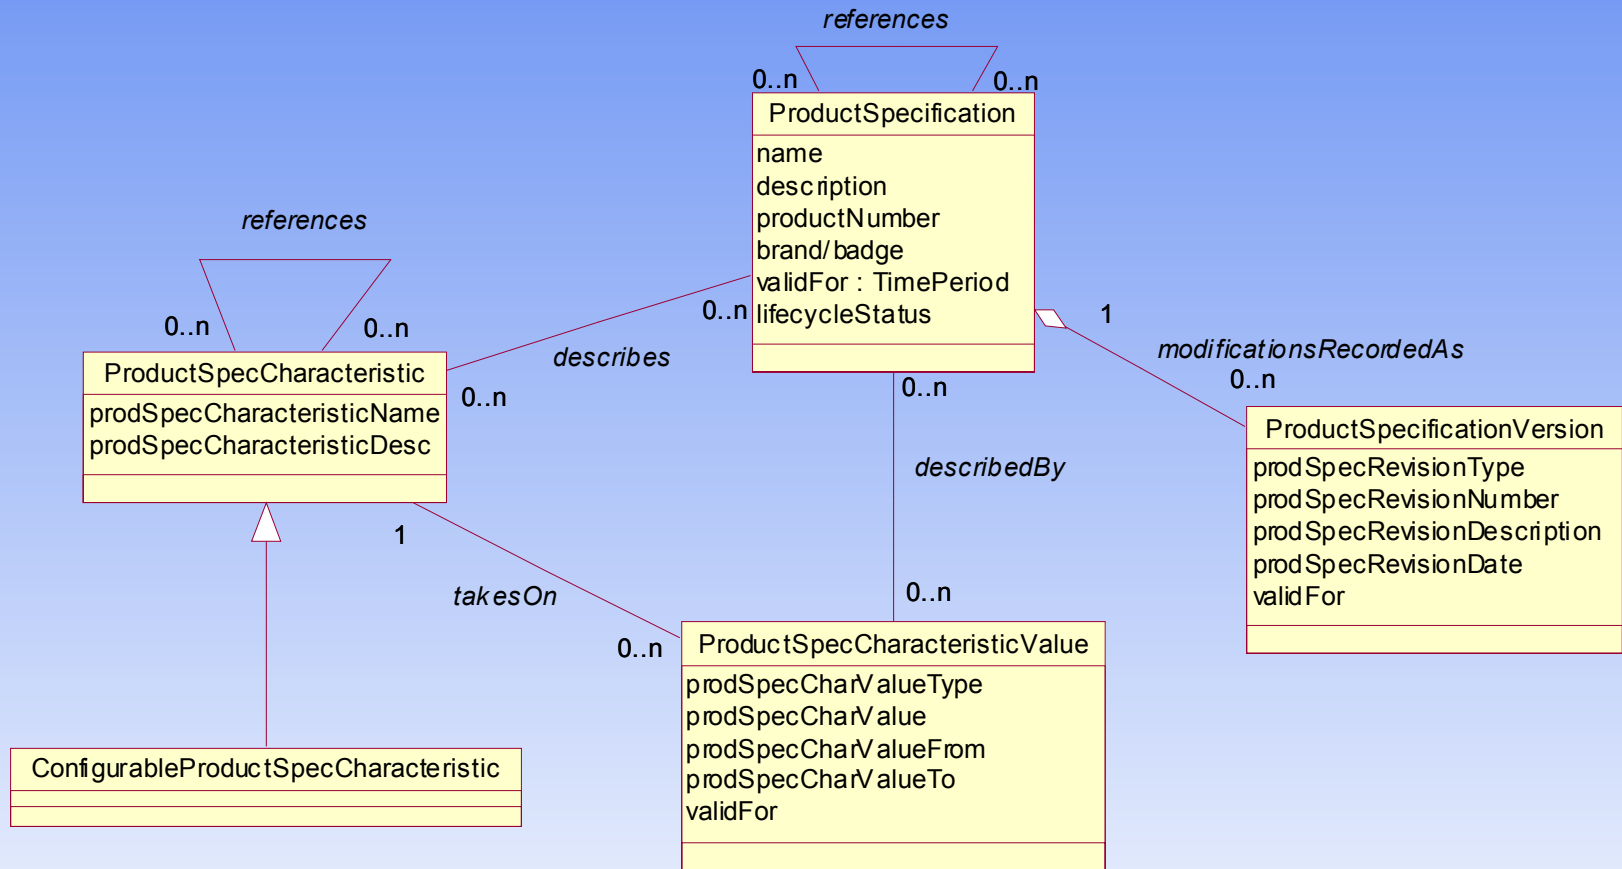 references
0..n
0..n
ProductSpecification
name
description
productNumber
brand/badge
validFor : TimePeriod
lifecycleStatus
references
0..n
0..n
ProductSpecCharacteristic
prodSpecCharacteristicName
prodSpecCharacteristicDesc
0..n
describes
0..n
1
modificationsRecordedAs
0..n
ProductSpecificationVersion
prodSpecRevisionType
prodSpecRevisionNumber
prodSpecRevisionDescription
prodSpecRevisionDate
validFor
0..n
describedBy
0..n
1
takesOn
0..n
ProductSpecCharacteristicValue
prodSpecCharValueType
prodSpecCharValue
prodSpecCharValueFrom
prodSpecCharValueTo
validFor
ConfigurableProductSpecCharacteristic